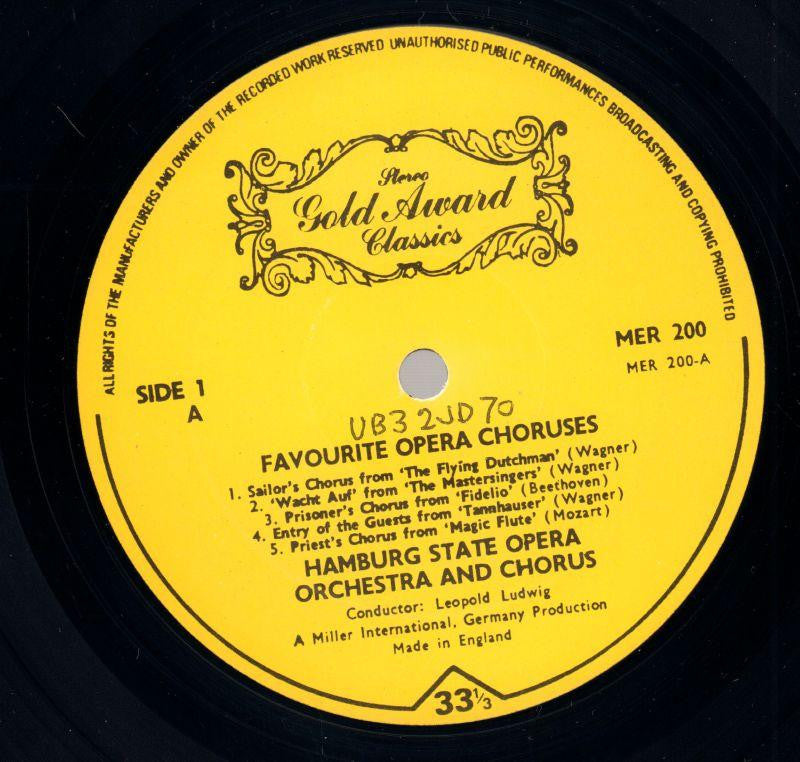 ALL RIGHTS OF THE MANUFACTURERS AND OWNER OF THE RECORDED WORK RESERVED UNAUTHORISED PUBLIC PERFORMANCES BROADCASTING AND COPYING PROHIBITED
Stereo
Gold Award
Classics
MER 200
MER 200-A
SIDE 1
A
UB3 2JD 70
FAVOURITE OPERA CHORUSES
1. Sailor's Chorus from 'The Flying Dutchman' (Wagner)
2. 'Wacht Auf' from 'The Mastersingers' (Wagner)
3. Prisoner's Chorus from 'Fidelio' (Beethoven)
4. Entry of the Guests from 'Tannhauser' (Wagner)
5. Priest's Chorus from 'Magic Flute' (Mozart)
HAMBURG STATE OPERA
ORCHESTRA AND CHORUS
Conductor: Leopold Ludwig
A Miller International, Germany Production
Made in England
33⅓